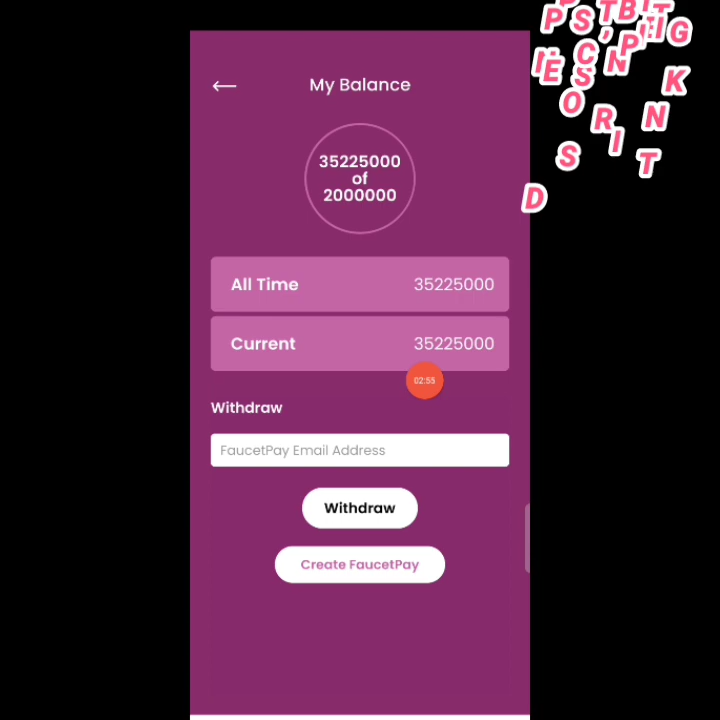 My Balance
35225000
of
2000000
All Time 35225000
Current 35225000
02:55
Withdraw
FaucetPay Email Address
Withdraw
Create FaucetPay